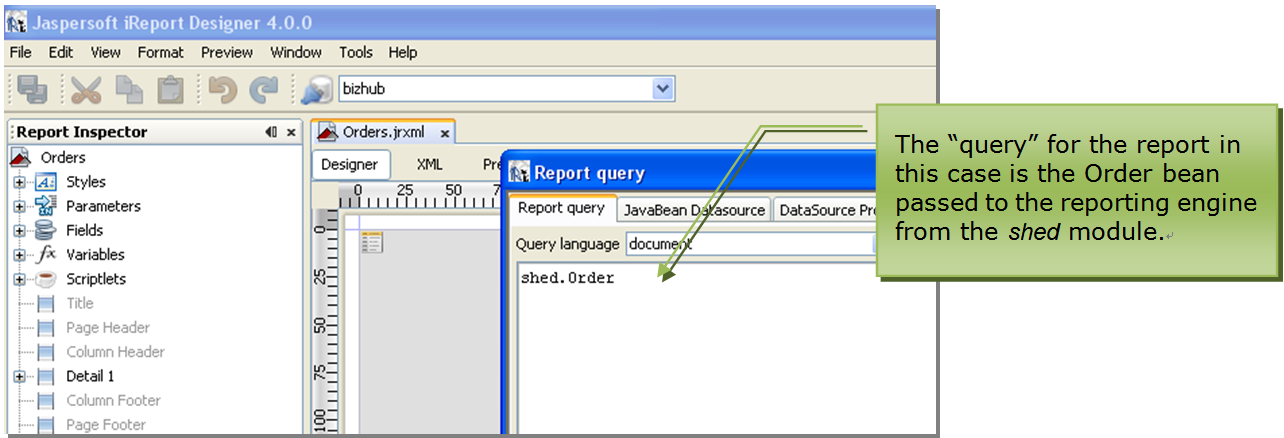 Jaspersoft iReport Designer 4.0.0
File Edit View Format Preview Window Tools Help
bizhub
Report Inspector
Orders
Styles
Parameters
Fields
Variables
Scriptlets
Title
Page Header
Column Header
Detail 1
Column Footer
Page Footer
Orders.jrxml
Designer XML Pre
0 25 50 7
0
25
50
75
100
Report query
Report query JavaBean Datasource DataSource Pro
Query language document
shed.Order
The “query” for the report in
this case is the Order bean
passed to the reporting engine
from the shed module.